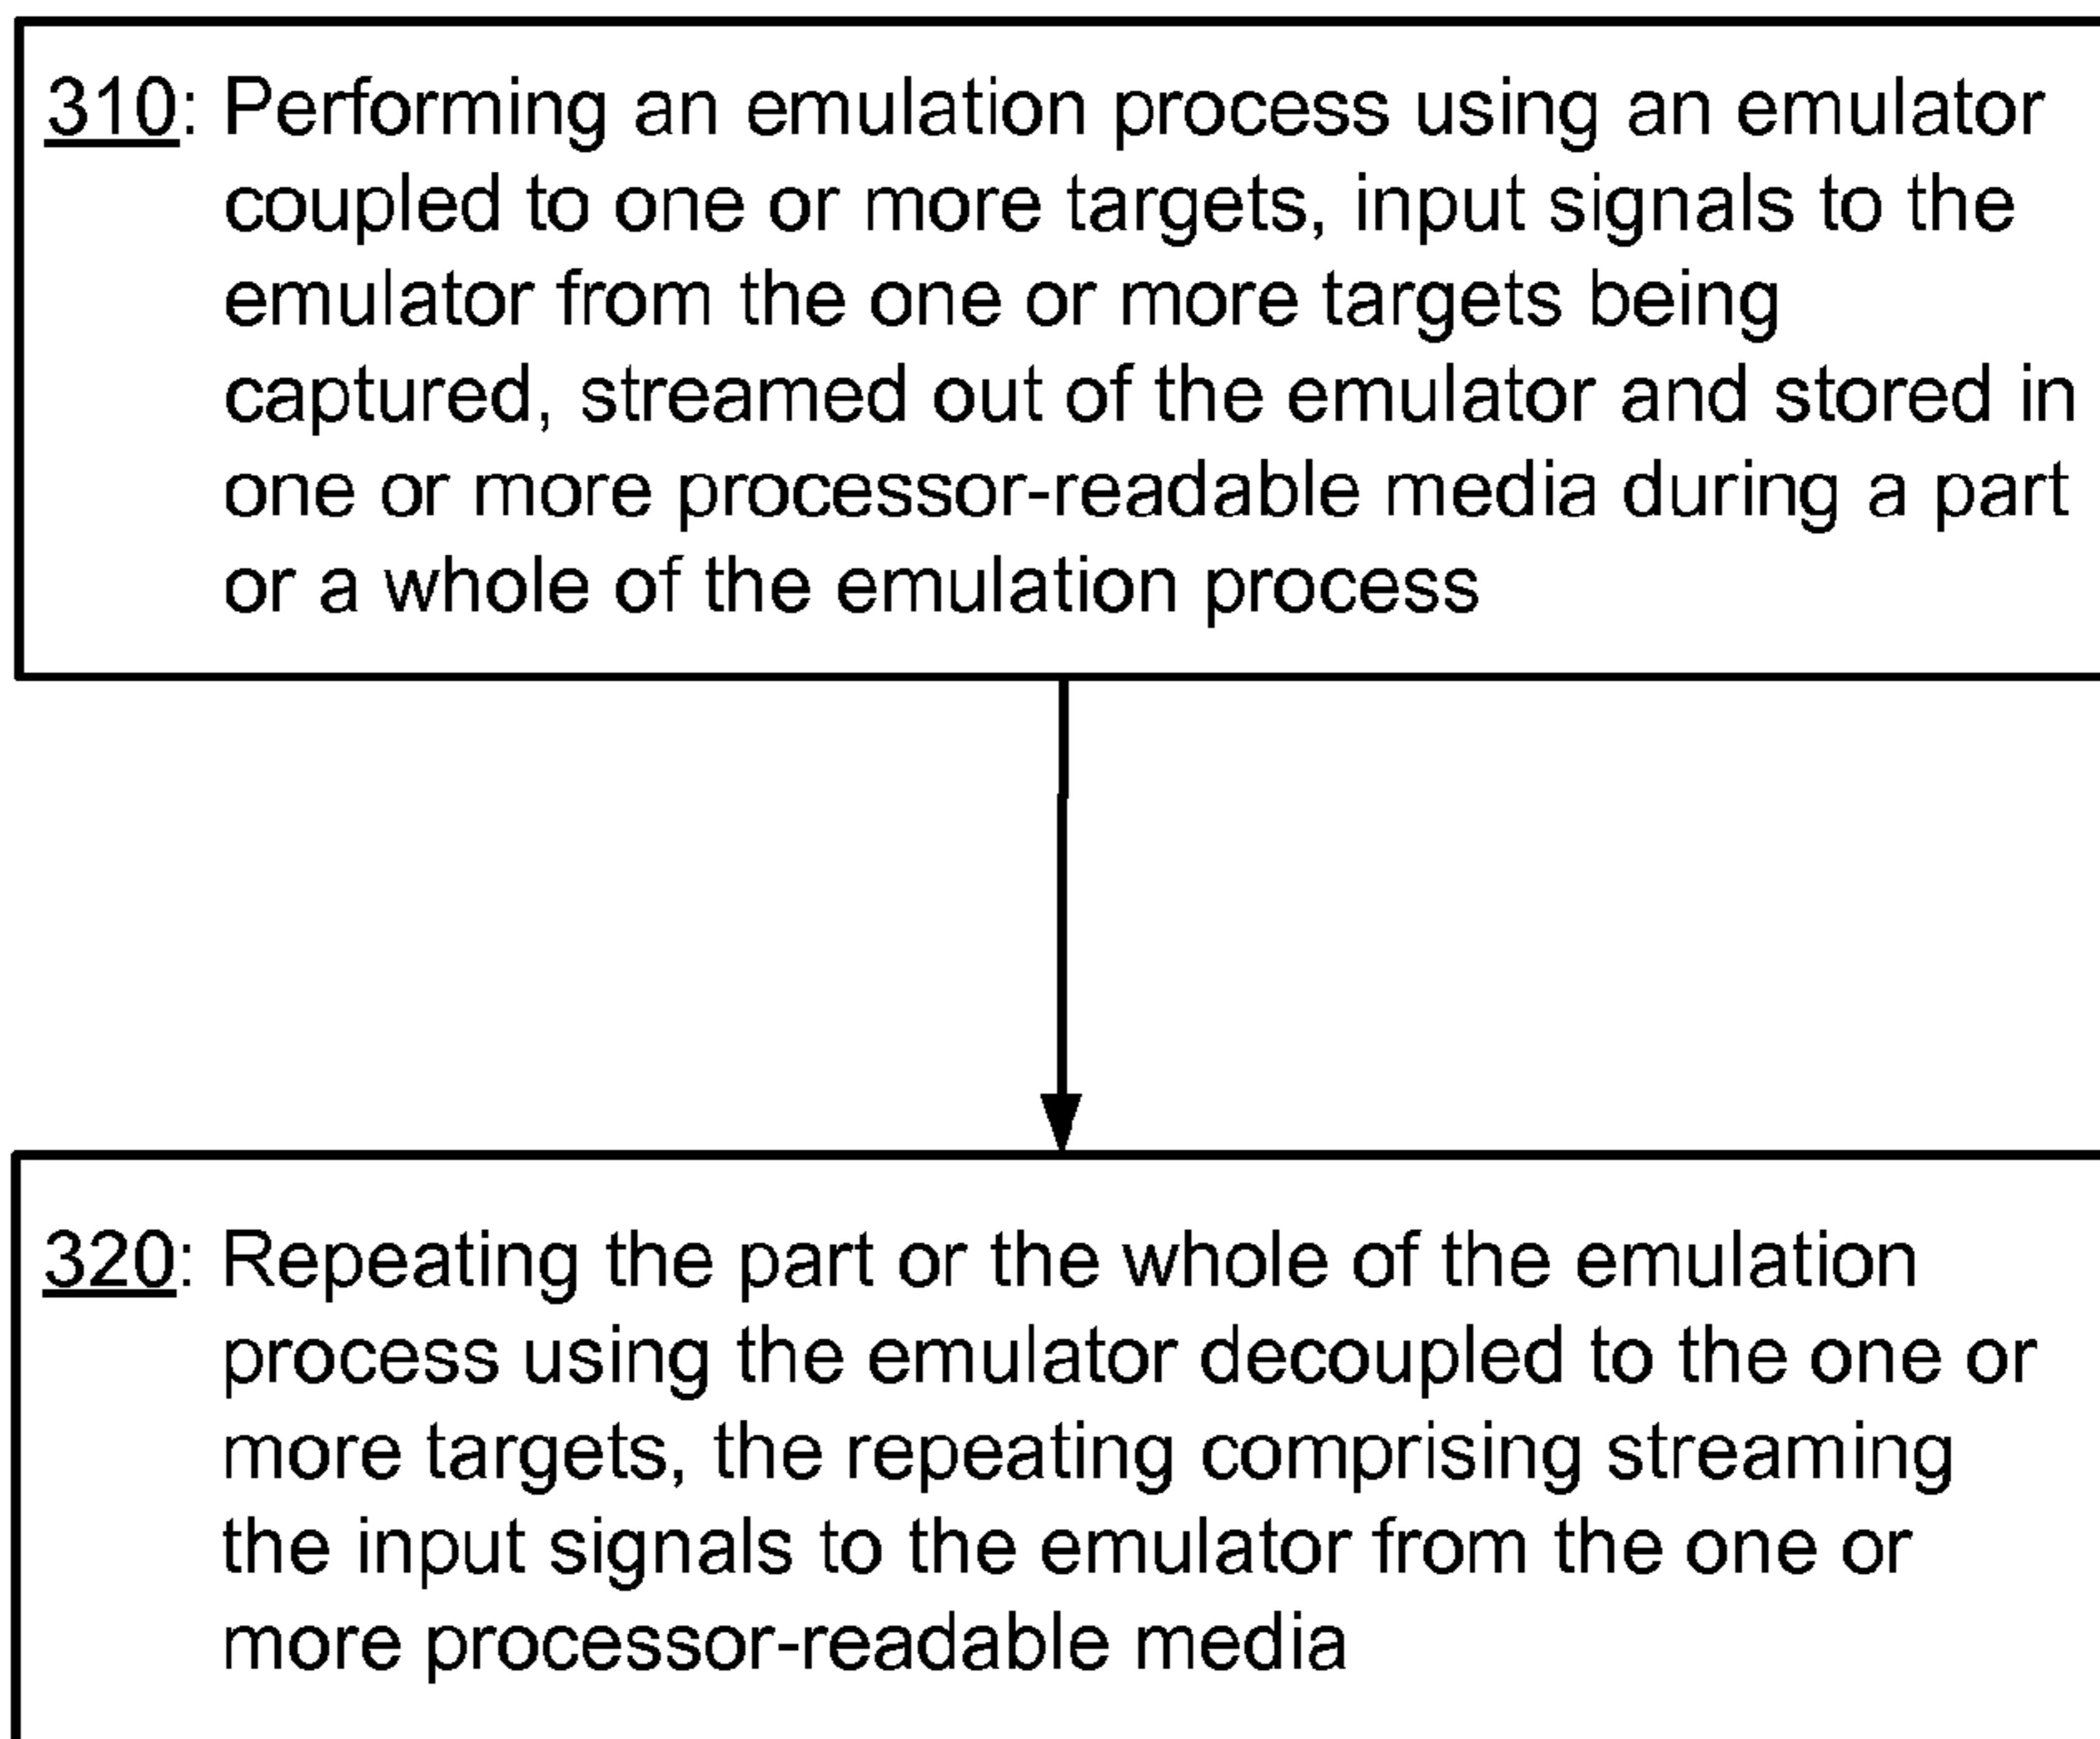 310: Performing an emulation process using an emulator
coupled to one or more targets, input signals to the
emulator from the one or more targets being
captured, streamed out of the emulator and stored in
one or more processor-readable media during a part
or a whole of the emulation process
320: Repeating the part or the whole of the emulation
process using the emulator decoupled to the one or
more targets, the repeating comprising streaming
the input signals to the emulator from the one or
more processor-readable media